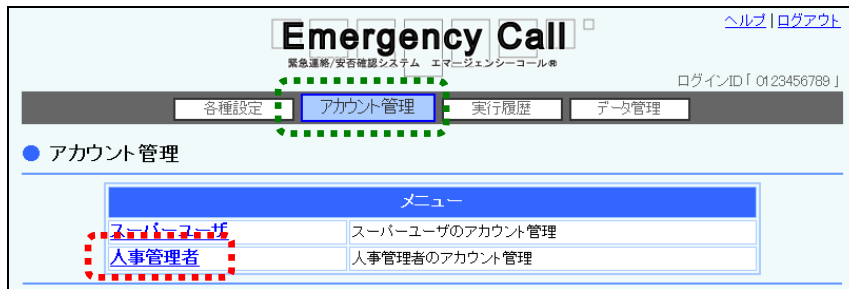 ヘルプ | ログアウト
Emergency Call
緊急連絡/安否確認システム エマージェンシーコール®
ログインID「 0123456789 」
各種設定 アカウント管理 実行履歴 データ管理
アカウント管理
メニュー
スーパーユーザ スーパーユーザのアカウント管理
人事管理者 人事管理者のアカウント管理